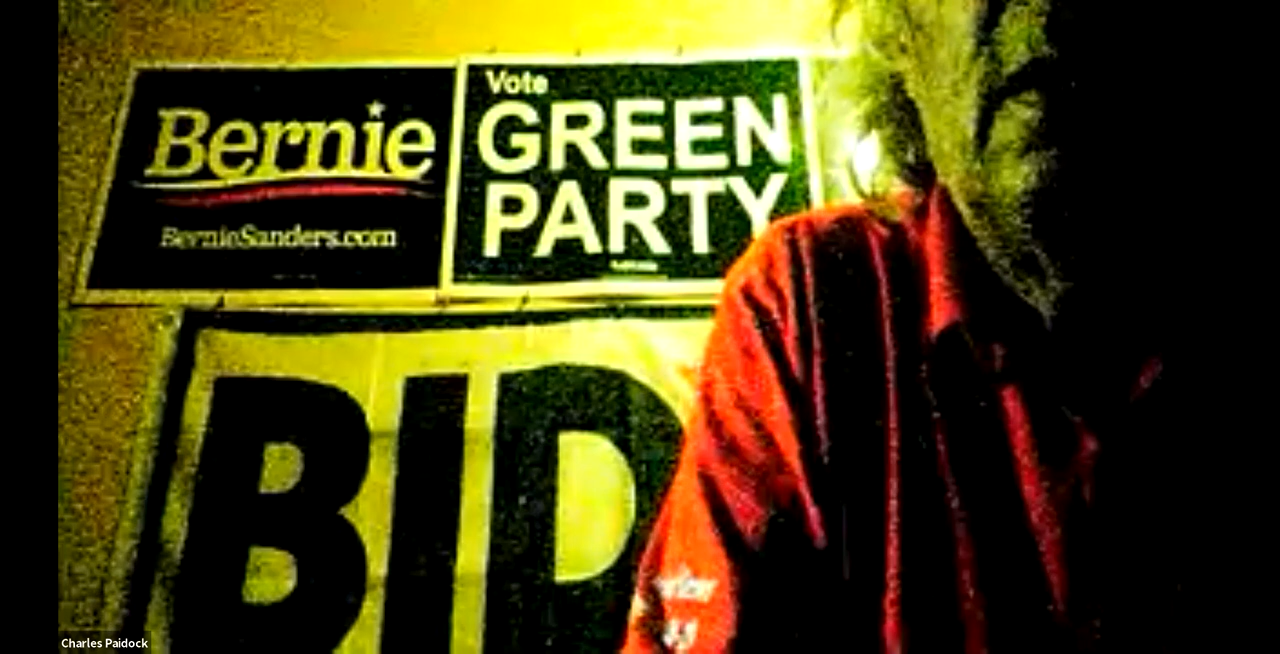 Bernie
BernieSanders.com
Vote
GREEN
PARTY
BID
Charles Paidock